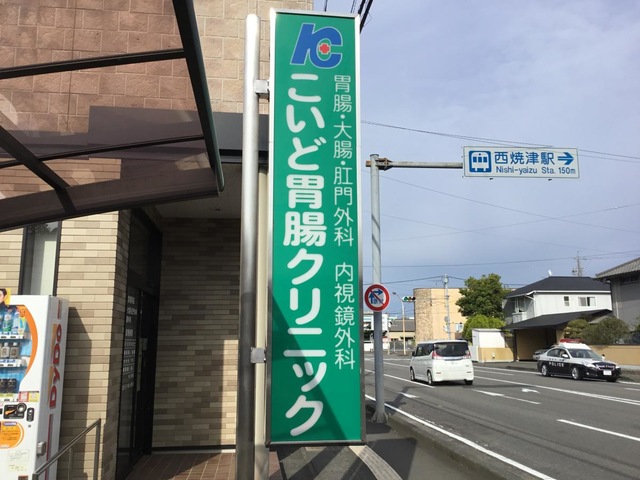 こいど胃腸クリニック
胃腸・大腸・肛門外科 内視鏡外科
西焼津駅
Nishi-yaizu Sta. 150m
DyDo
POLICE